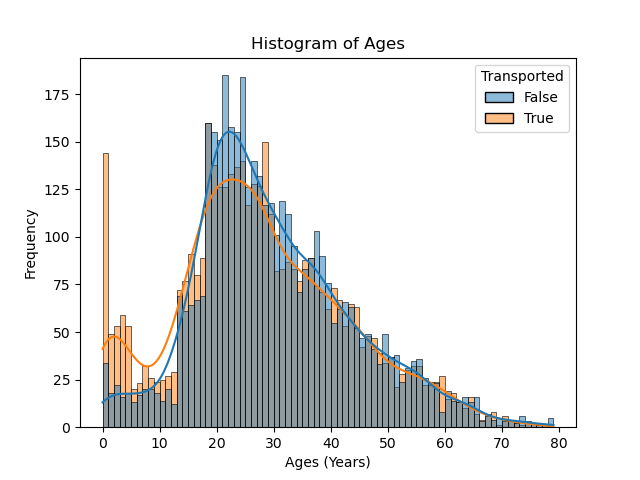 Histogram of Ages
Transported
False
True
Frequency
175
150
125
100
75
50
25
0
0 10 20 30 40 50 60 70 80
Ages (Years)